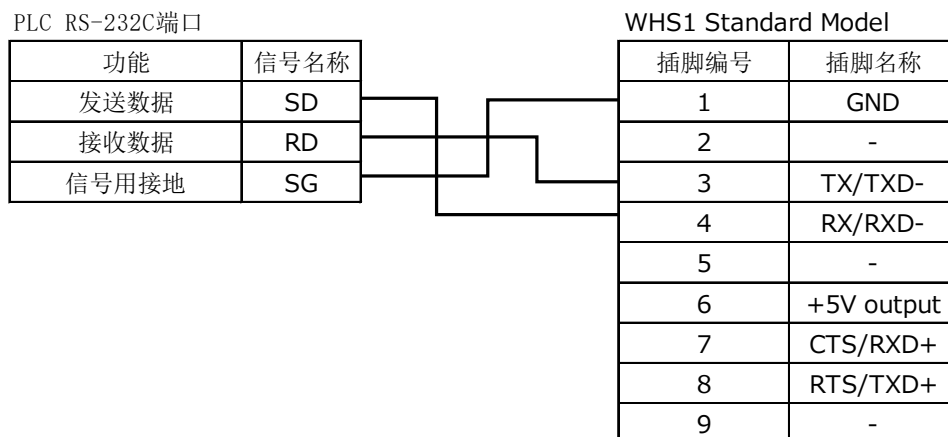 PLC RS-232C端口
功能 信号名称
发送数据 SD
接收数据 RD
信号用接地 SG
WHS1 Standard Model
插脚编号 插脚名称
1 GND
2 -
3 TX/TXD-
4 RX/RXD-
5 -
6 +5V output
7 CTS/RXD+
8 RTS/TXD+
9 -